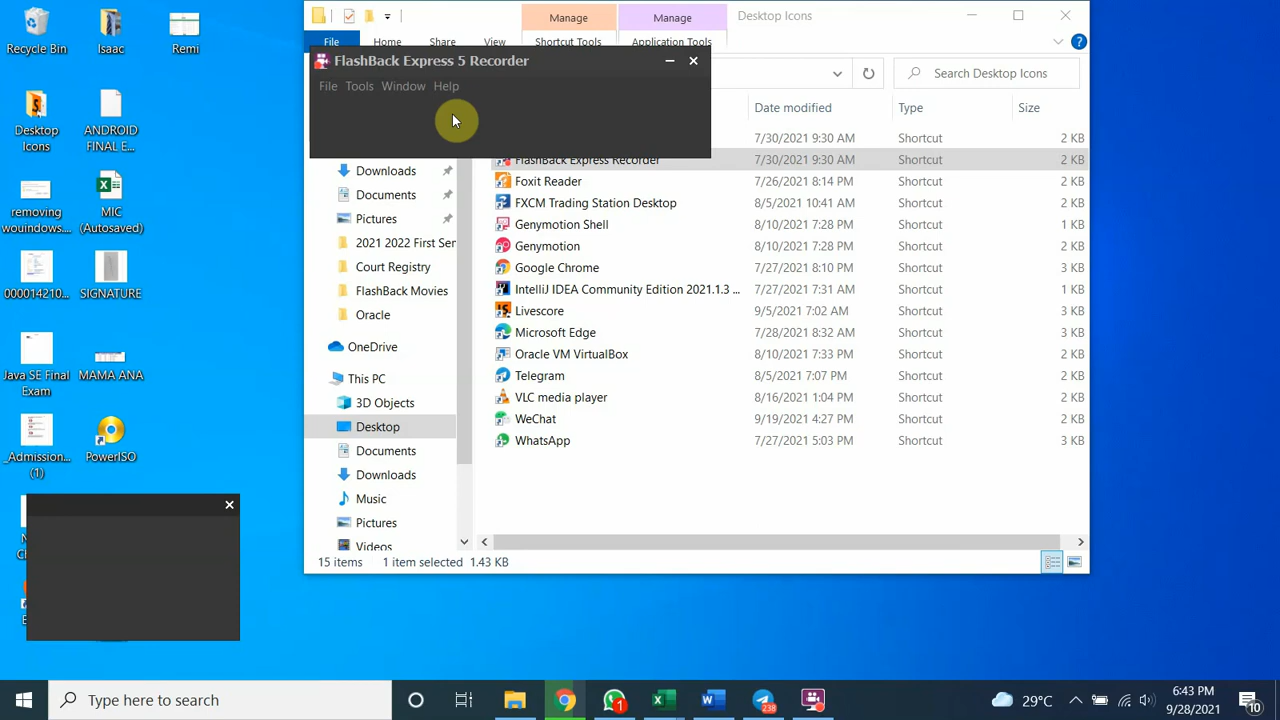 Recycle Bin
Isaac
Remi
Desktop
Icons
ANDROID
FINAL E...
removing
wouindows....
MIC
(Autosaved)
000014210...
SIGNATURE
Java SE Final
Exam
MAMA ANA
_Admission...
(1)
PowerISO
Manage
Manage
Desktop Icons
File
Home
Share
View
Shortcut Tools
Application Tools
FlashBack Express 5 Recorder
File Tools Window Help
Search Desktop Icons
Date modified
Type
Size
7/30/2021 9:30 AM Shortcut 2 KB
FlashBack Express Recorder 7/30/2021 9:30 AM Shortcut 2 KB
Foxit Reader 7/26/2021 8:14 PM Shortcut 2 KB
FXCM Trading Station Desktop 8/5/2021 10:41 AM Shortcut 2 KB
Genymotion Shell 8/10/2021 7:28 PM Shortcut 1 KB
Genymotion 8/10/2021 7:28 PM Shortcut 2 KB
Google Chrome 7/27/2021 8:10 PM Shortcut 3 KB
IntelliJ IDEA Community Edition 2021.1.3 ... 7/27/2021 7:31 AM Shortcut 1 KB
Livescore 9/5/2021 7:02 AM Shortcut 3 KB
Microsoft Edge 7/28/2021 8:32 AM Shortcut 2 KB
Oracle VM VirtualBox 8/10/2021 7:33 PM Shortcut 2 KB
Telegram 8/5/2021 7:07 PM Shortcut 2 KB
VLC media player 8/16/2021 1:04 PM Shortcut 2 KB
WeChat 9/19/2021 4:27 PM Shortcut 2 KB
WhatsApp 7/27/2021 5:03 PM Shortcut 3 KB
Downloads
Documents
Pictures
2021 2022 First Ser
Court Registry
FlashBack Movies
Oracle
OneDrive
This PC
3D Objects
Desktop
Documents
Downloads
Music
Pictures
Videos
15 items 1 item selected 1.43 KB
Type here to search
1
238
29°C
6:43 PM
9/28/2021
10